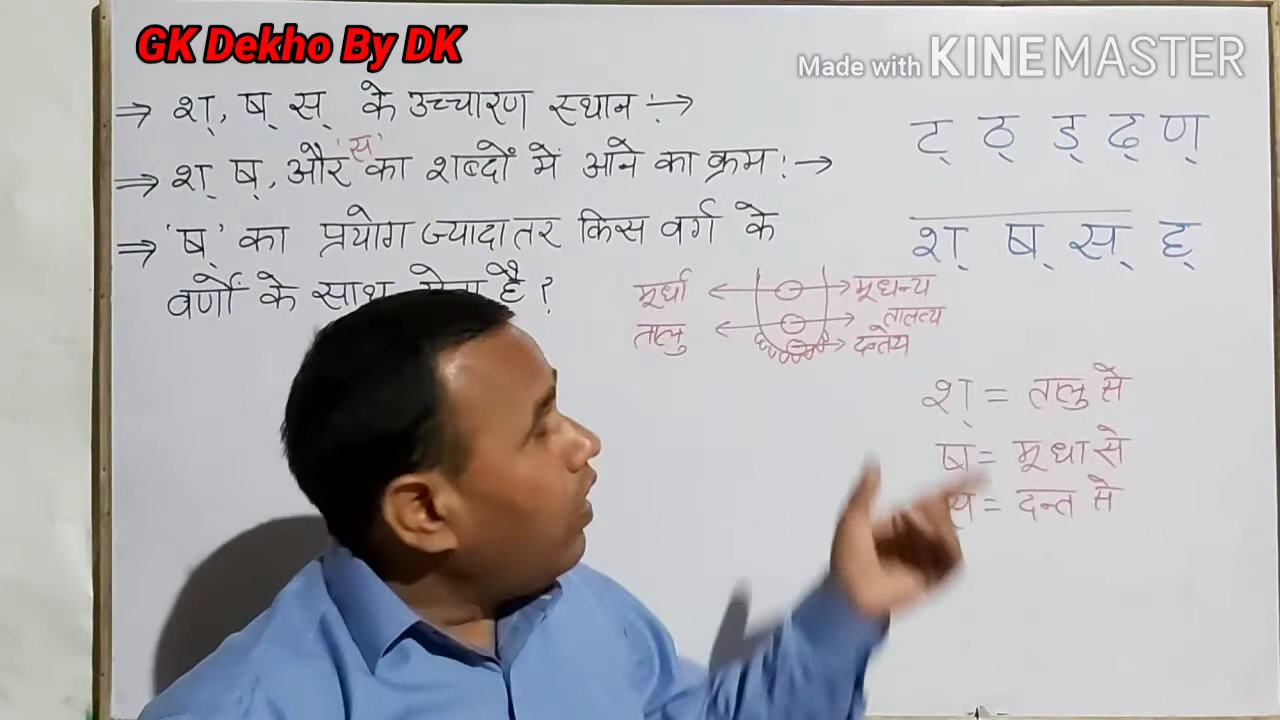 GK Dekho By DK
Made with KINEMASTER
⇒ श्, ष् स् के उच्चारण स्थान :→
'स'
⇒ श् ष्, और का शब्दों में आने का क्रम :→
⇒ 'ष्' का प्रयोग ज्यादातर किस वर्ग के
वर्णों के साथ है ?
ट् ठ् ड् ढ् ण्
श् ष् स् ह्
मूर्धा
मूधन्य
तालु
तालव्य
दन्तेय
श् = तालु से
ष = मूधा से
स = दन्त से